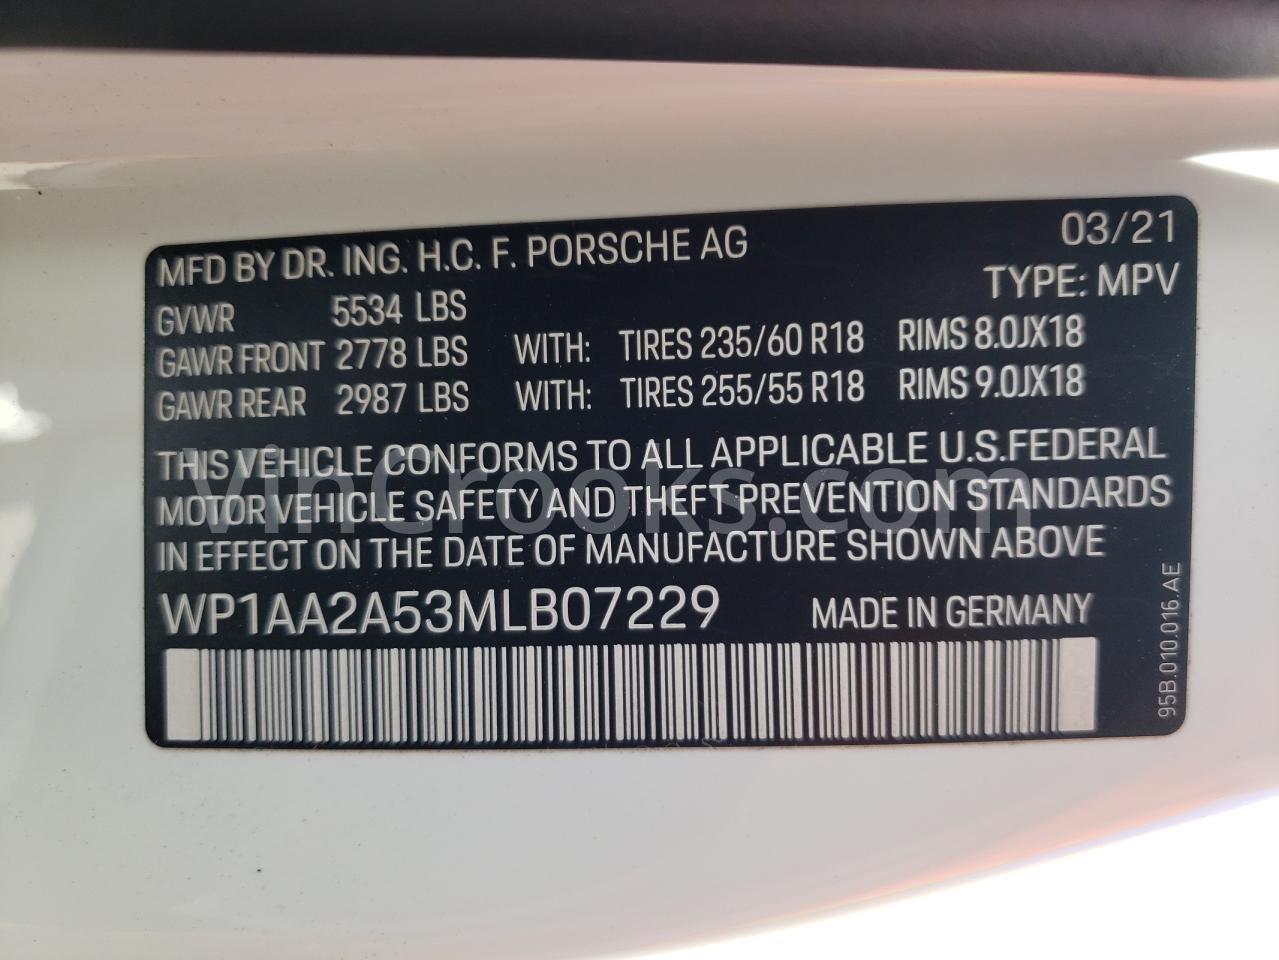 MFD BY DR. ING. H.C. F. PORSCHE AG 03/21
TYPE: MPV
GVWR 5534 LBS
GAWR FRONT 2778 LBS WITH: TIRES 235/60 R18 RIMS 8.0JX18
GAWR REAR 2987 LBS WITH: TIRES 255/55 R18 RIMS 9.0JX18
THIS VEHICLE CONFORMS TO ALL APPLICABLE U.S.FEDERAL
MOTOR VEHICLE SAFETY AND THEFT PREVENTION STANDARDS
IN EFFECT ON THE DATE OF MANUFACTURE SHOWN ABOVE
VinCrooks.com
WP1AA2A53MLB07229 MADE IN GERMANY
95B.010.016.AE